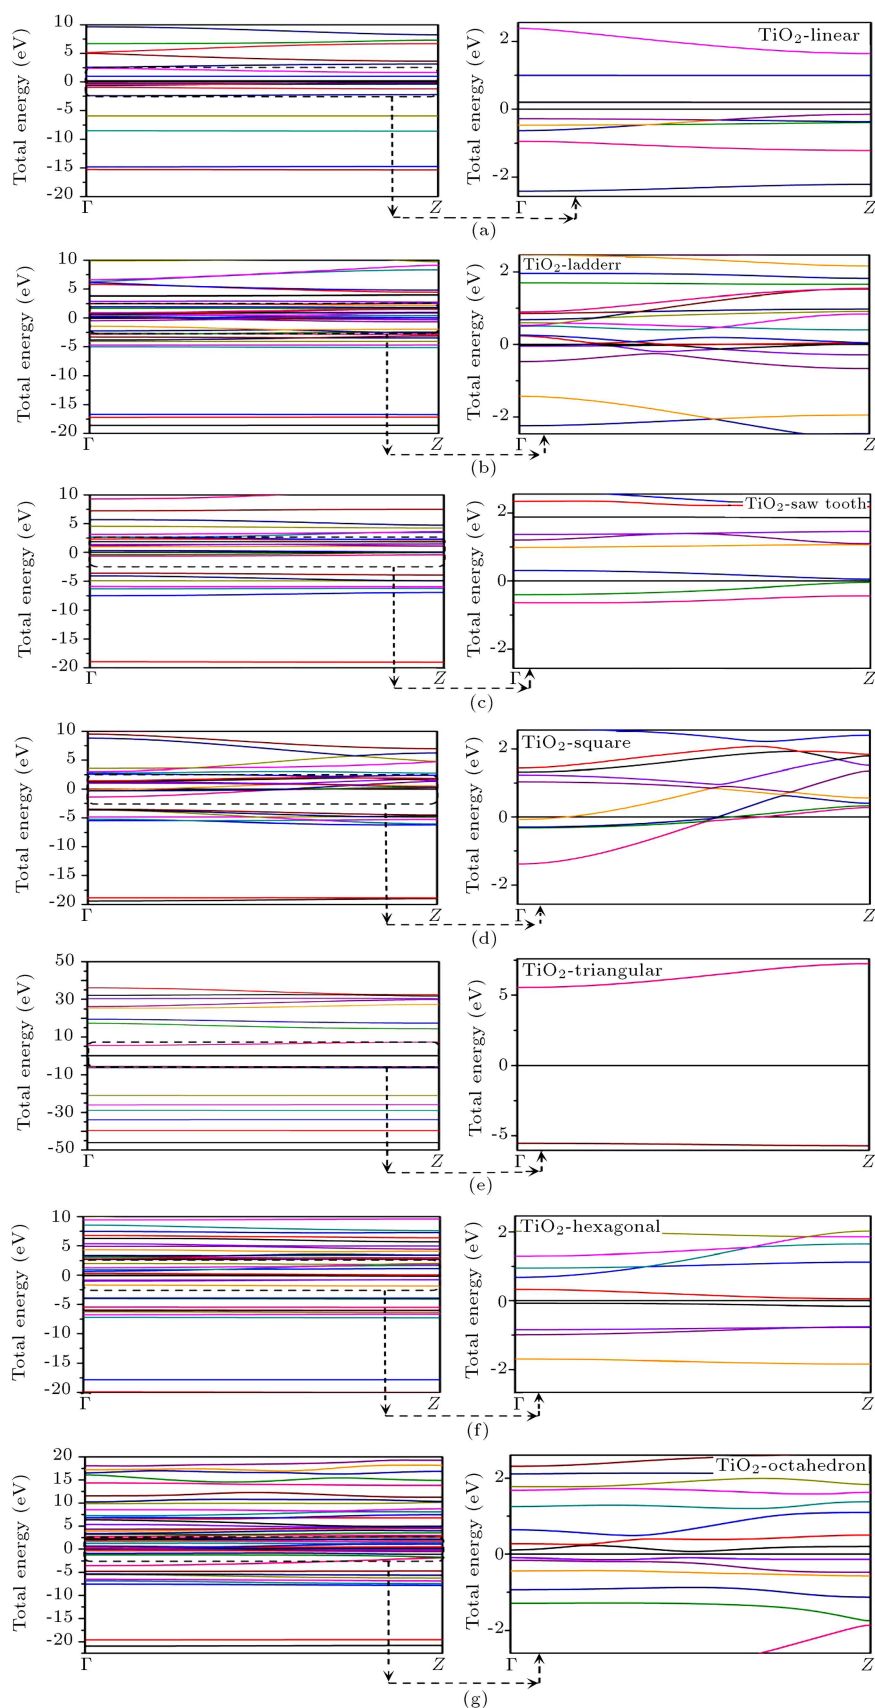 Total energy (eV)
10
5
0
-5
-10
-15
-20
Γ
Z
TiO2-linear
Total energy (eV)
2
0
-2
Γ
Z
(a)
Total energy (eV)
10
5
0
-5
-10
-15
-20
Γ
Z
TiO2-ladderr
Total energy (eV)
2
0
-2
Γ
Z
(b)
Total energy (eV)
10
5
0
-5
-10
-15
-20
Γ
Z
TiO2-saw tooth
Total energy (eV)
2
0
-2
Γ
Z
(c)
Total energy (eV)
10
5
0
-5
-10
-15
-20
Γ
Z
TiO2-square
Total energy (eV)
2
0
-2
Γ
Z
(d)
Total energy (eV)
50
30
10
-10
-30
-50
Γ
Z
TiO2-triangular
Total energy (eV)
5
0
-5
Γ
Z
(e)
Total energy (eV)
10
5
0
-5
-10
-15
-20
Γ
Z
TiO2-hexagonal
Total energy (eV)
2
0
-2
Γ
Z
(f)
Total energy (eV)
20
15
10
5
0
-5
-10
-15
-20
Γ
Z
TiO2-octahedron
Total energy (eV)
2
0
-2
Γ
Z
(g)